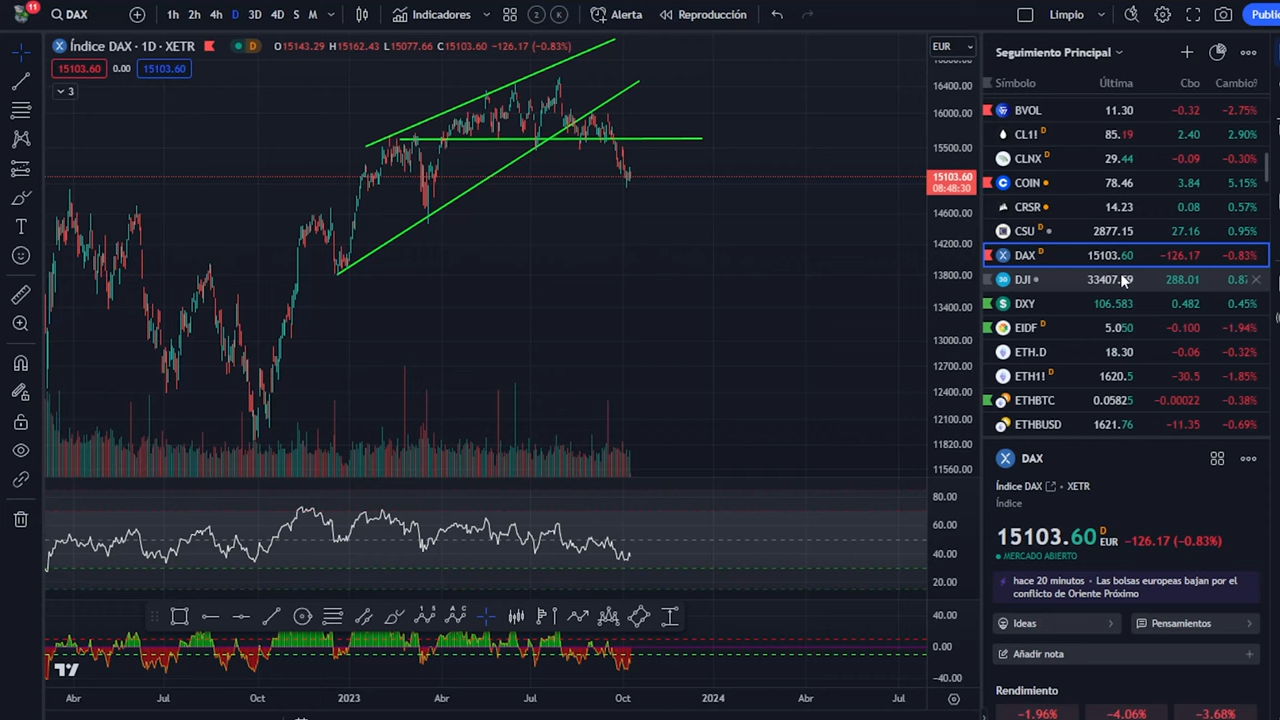 11
DAX
1h 2h 4h D 3D 4D S M
Indicadores
2 K
Alerta
Reproducción
Limpio
Public
Índice DAX · 1D · XETR
D O15143.29 H15162.43 L15077.66 C15103.60 −126.17 (−0.83%)
15103.60 0.00 15103.60
3
EUR
16400.00
16000.00
15500.00
15103.60
08:48:30
14600.00
14200.00
13800.00
13400.00
13000.00
12700.00
12400.00
12100.00
11820.00
11560.00
80.00
60.00
40.00
20.00
40.00
0.00
−40.00
Abr Jul Oct 2023 Abr Jul Oct 2024 Abr Jul
Seguimiento Principal
Símbolo Última Cbo Cambio%
BVOL 11.30 −0.32 −2.75%
CL1! D 85.19 2.40 2.90%
CLNX D 29.44 −0.09 −0.30%
COIN 78.46 3.84 5.15%
CRSR 14.23 0.08 0.57%
CSU D 2877.15 27.16 0.95%
DAX D 15103.60 −126.17 −0.83%
DJI 288.01
DXY 106.583 0.482 0.45%
EIDF D 5.050 −0.100 −1.94%
ETH.D 18.30 −0.06 −0.32%
ETH1! D 1620.5 −30.5 −1.85%
ETHBTC 0.05825 −0.00022 −0.38%
ETHBUSD 1621.76 −11.35 −0.69%
DAX
Índice DAX · XETR
Índice
15103.60 D EUR −126.17 (−0.83%)
MERCADO ABIERTO
hace 20 minutos · Las bolsas europeas bajan por el
conflicto de Oriente Próximo
Ideas
Pensamientos
Añadir nota
Rendimiento
−1.96% −4.06% −3.68%